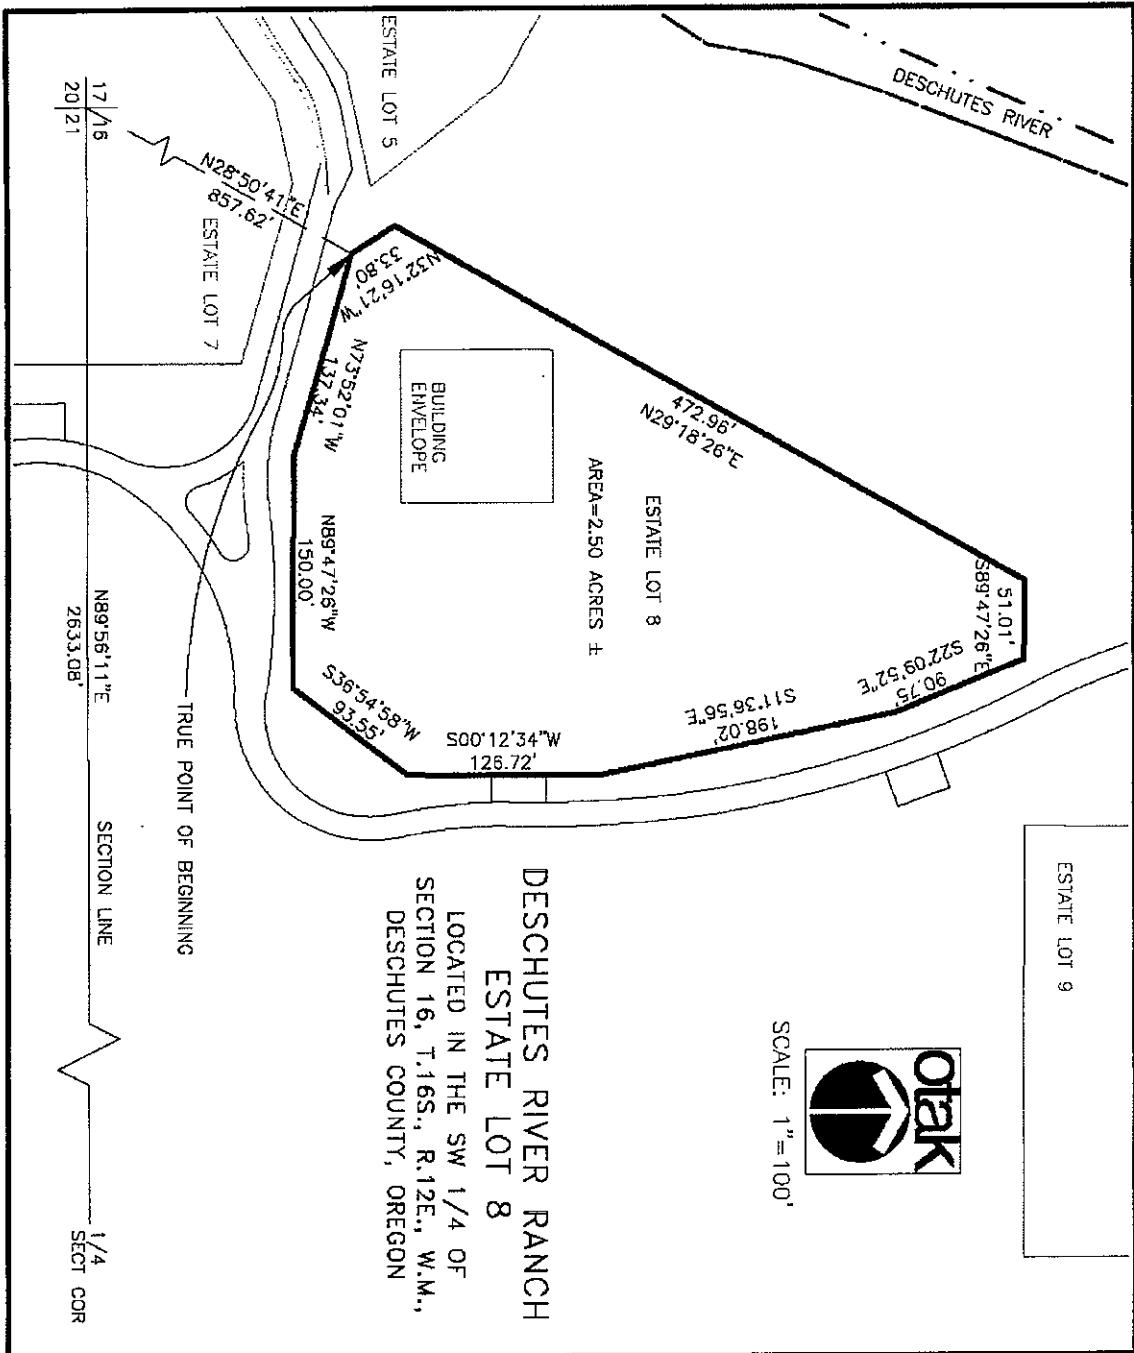 DESCHUTES RIVER
ESTATE LOT 5
17/16
20/21
N28°50'41"E
857.62'
ESTATE LOT 7
N32°16'21"W
33.80'
N73°52'01"W
137.34'
BUILDING
ENVELOPE
472.96'
N29°18'26"E
ESTATE LOT 8
AREA=2.50 ACRES ±
51.01'
S89°47'26"E
S22°09'52"E
90.75'
S11°36'56"E
198.02'
S00°12'34"W
126.72'
S36°54'58"W
93.55'
N89°47'26"W
150.00'
TRUE POINT OF BEGINNING
N89°56'11"E
2633.08'
SECTION LINE
1/4
SECT COR
ESTATE LOT 9
otak
SCALE: 1"=100'
DESCHUTES RIVER RANCH
ESTATE LOT 8
LOCATED IN THE SW 1/4 OF
SECTION 16, T.16S., R.12E., W.M.,
DESCHUTES COUNTY, OREGON